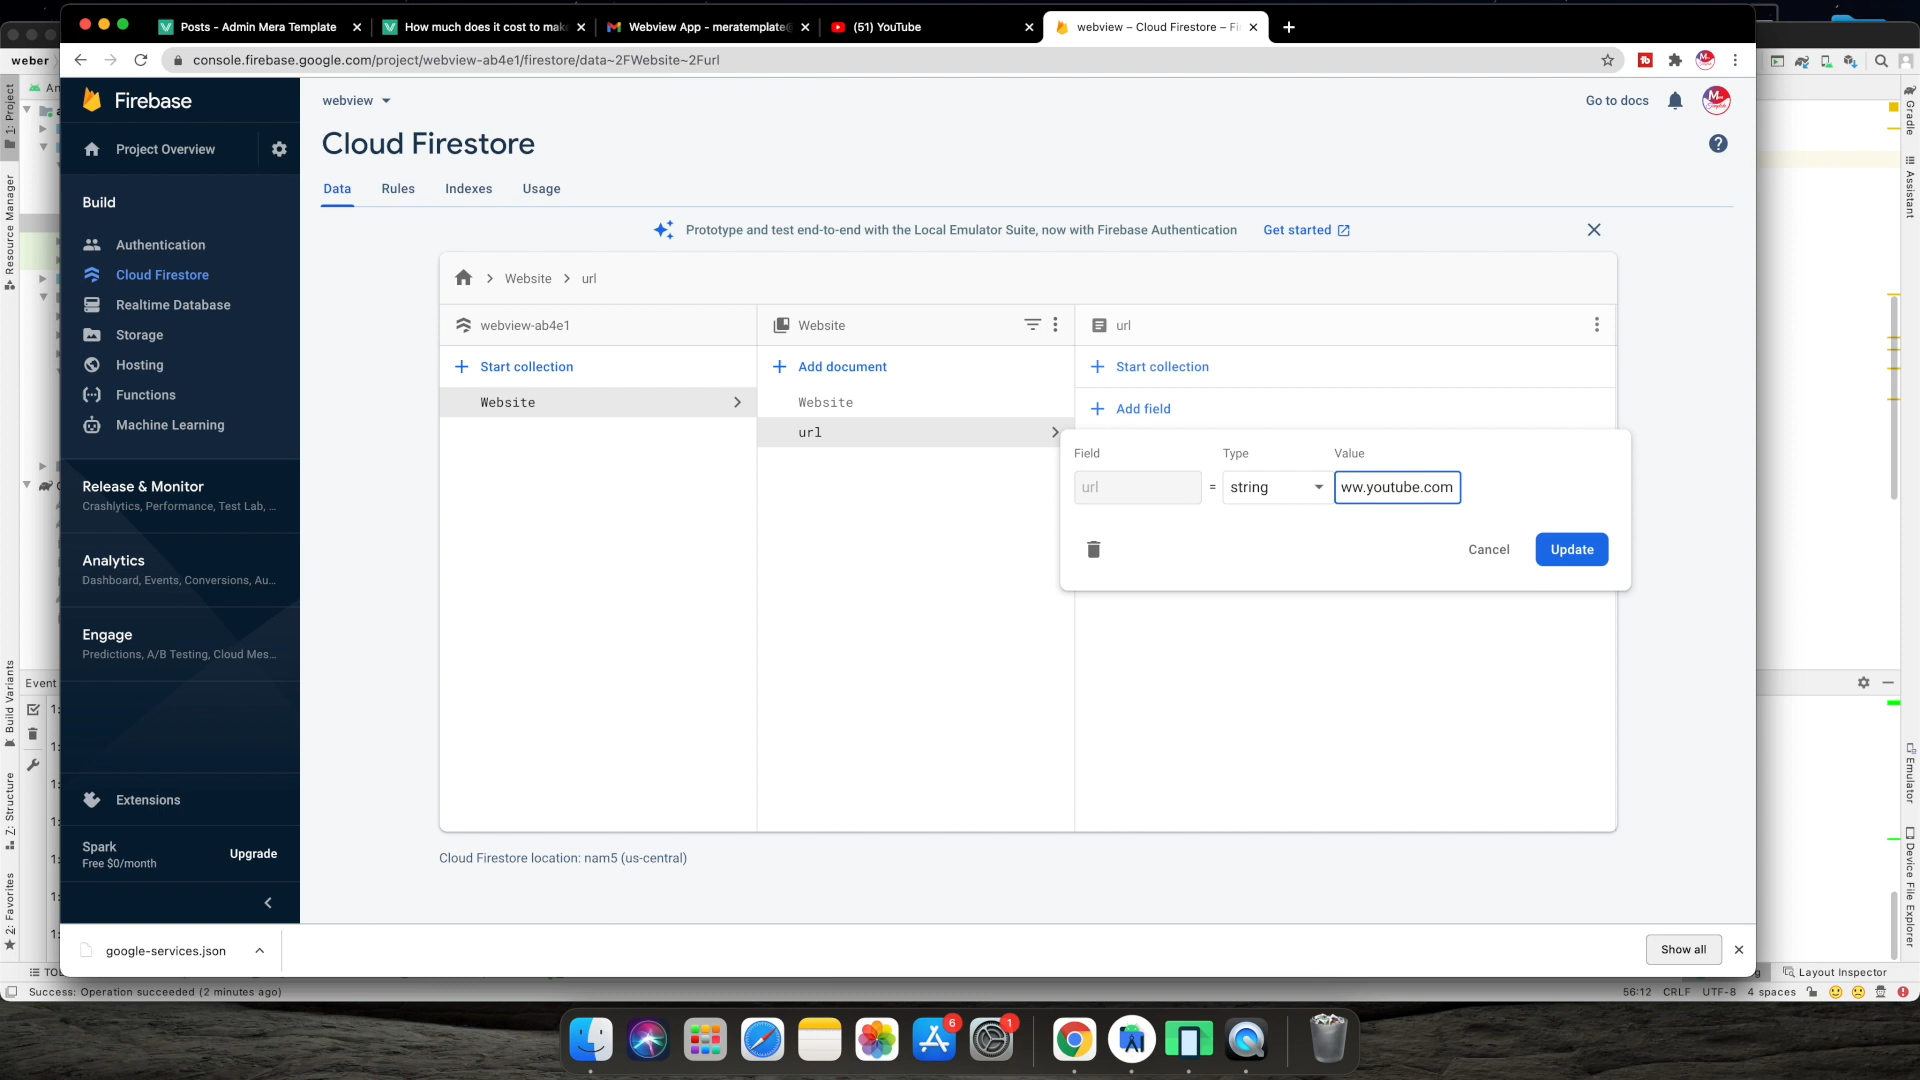 Posts - Admin Mera Template
How much does it cost to mak
Webview App - meratemplate@
(51) YouTube
webview – Cloud Firestore – Fi
weber
console.firebase.google.com/project/webview-ab4e1/firestore/data~2FWebsite~2Furl
Firebase
webview
Go to docs
Project Overview
Cloud Firestore
Data
Rules
Indexes
Usage
Build
Prototype and test end-to-end with the Local Emulator Suite, now with Firebase Authentication
Get started
Authentication
Cloud Firestore
Realtime Database
Storage
Hosting
Functions
Machine Learning
Website
url
webview-ab4e1
Website
url
Start collection
Add document
Start collection
Website
Website
url
Add field
Field
Type
Value
url
=
string
ww.youtube.com
Cancel
Update
Release & Monitor
Crashlytics, Performance, Test Lab, ...
Analytics
Dashboard, Events, Conversions, Au...
Engage
Predictions, A/B Testing, Cloud Mes...
Extensions
Spark
Free $0/month
Upgrade
Cloud Firestore location: nam5 (us-central)
google-services.json
Show all
1: Project
Resource Manager
Build Variants
Z: Structure
2: Favorites
Event
Gradle
Assistant
Emulator
Device File Explorer
TO
Layout Inspector
Success: Operation succeeded (2 minutes ago)
56:12
CRLF
UTF-8
4 spaces
6
1